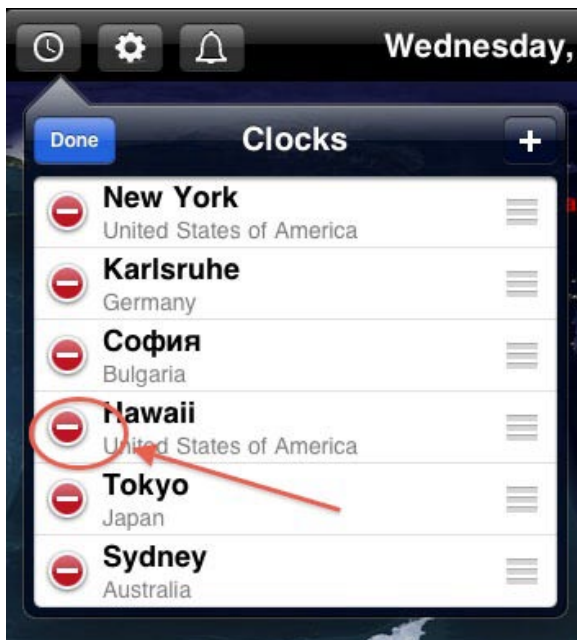 Wednesday,
Done
Clocks
New York
United States of America
Karlsruhe
Germany
София
Bulgaria
Hawaii
United States of America
Tokyo
Japan
Sydney
Australia